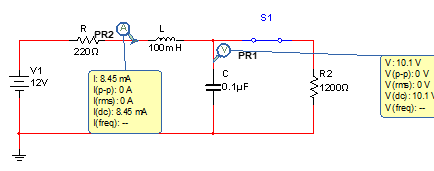 S1
R
PR2
A
L
220Ω
100mH
V
PR1
V1
12V
I: 8.45 mA
I(p-p): 0 A
I(rms): 0 A
I(dc): 8.45 mA
I(freq): --
C
0.1µF
R2
1200Ω
V: 10.1 V
V(p-p): 0 V
V(rms): 0 V
V(dc): 10.1 V
V(freq): --